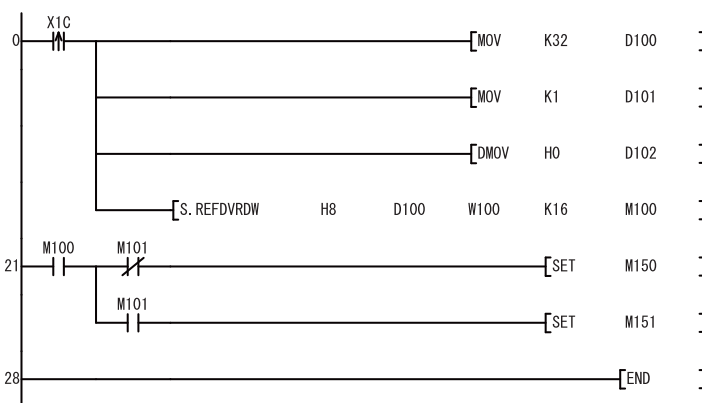 X1C
0 MOV K32 D100
MOV K1 D101
DMOV H0 D102
S.REFDVRDW H8 D100 W100 K16 M100
M100 M101
21 SET M150
M101
SET M151
28 END